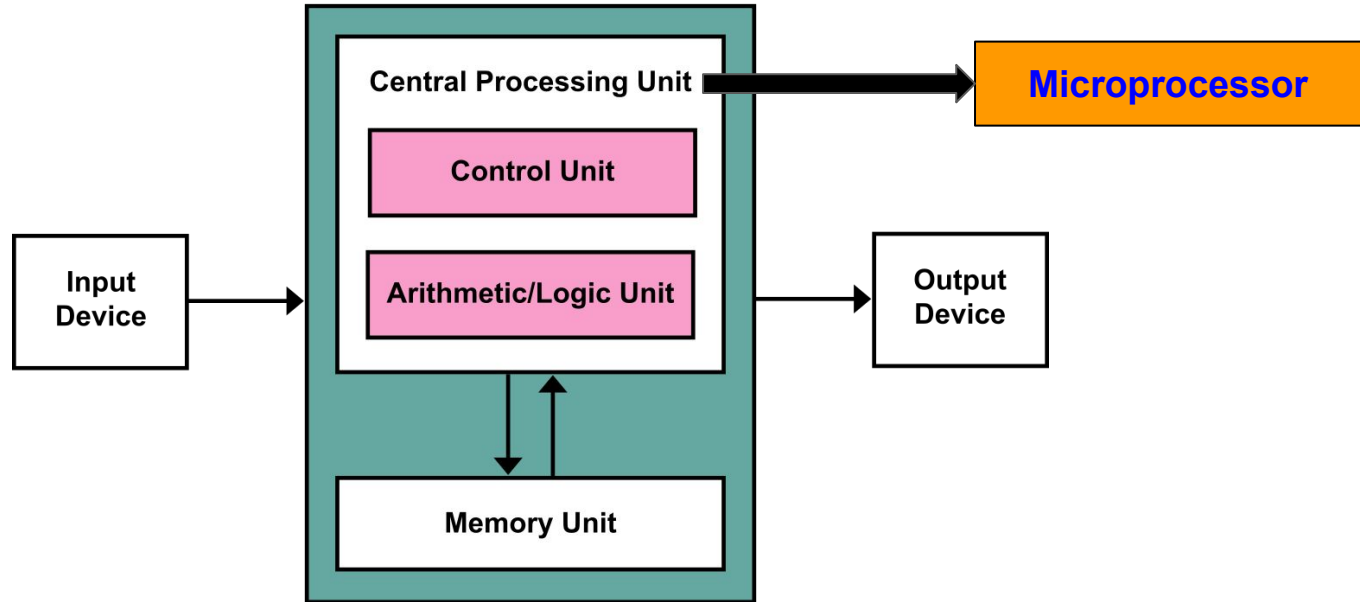 Central Processing Unit
Microprocessor
Control Unit
Input
Device
Arithmetic/Logic Unit
Output
Device
Memory Unit